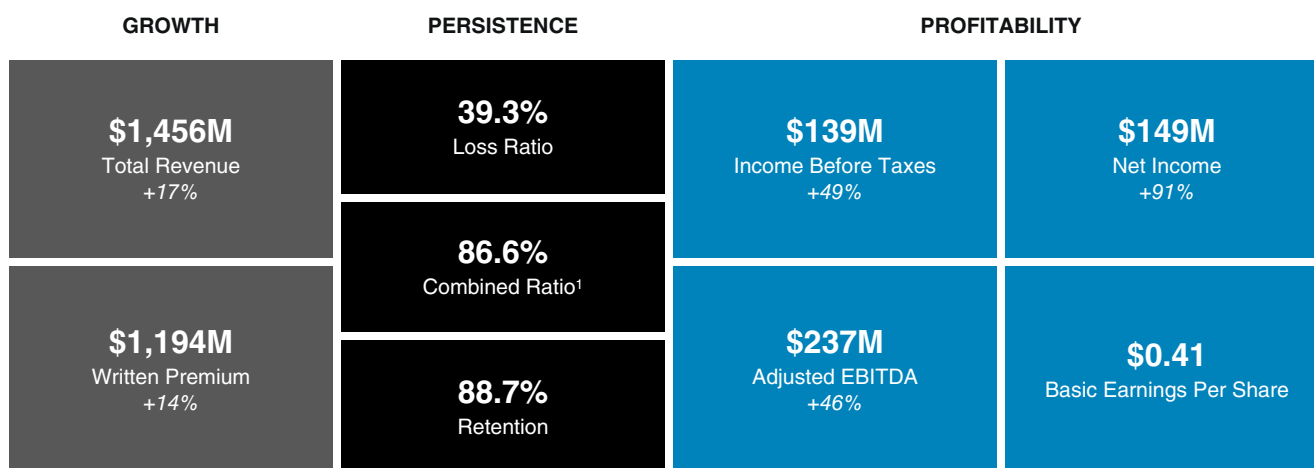 GROWTH
PERSISTENCE
PROFITABILITY
$1,456M
Total Revenue
+17%
$1,194M
Written Premium
+14%
39.3%
Loss Ratio
86.6%
Combined Ratio¹
88.7%
Retention
$139M
Income Before Taxes
+49%
$149M
Net Income
+91%
$237M
Adjusted EBITDA
+46%
$0.41
Basic Earnings Per Share